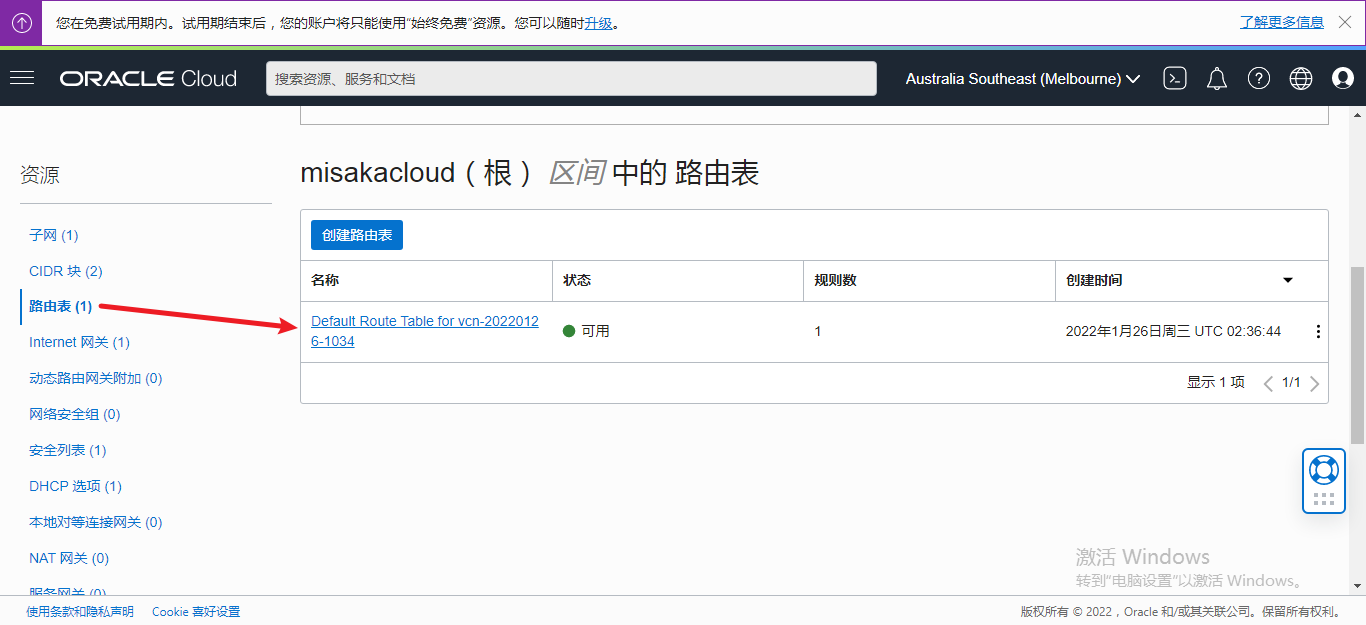 您在免费试用期内。试用期结束后，您的账户将只能使用"始终免费"资源。您可以随时升级。
了解更多信息
ORACLE Cloud
搜索资源、服务和文档
Australia Southeast (Melbourne)
资源
子网 (1)
CIDR 块 (2)
路由表 (1)
Internet 网关 (1)
动态路由网关附加 (0)
网络安全组 (0)
安全列表 (1)
DHCP 选项 (1)
本地对等连接网关 (0)
NAT 网关 (0)
服务网关 (0)
misakacloud（根） 区间 中的 路由表
创建路由表
名称 状态 规则数 创建时间
Default Route Table for vcn-2022012
6-1034
可用 1 2022年1月26日周三 UTC 02:36:44
显示 1 项 1/1
激活 Windows
转到"电脑设置"以激活 Windows。
使用条款和隐私声明 Cookie 喜好设置
版权所有 © 2022，Oracle 和/或其关联公司。保留所有权利。